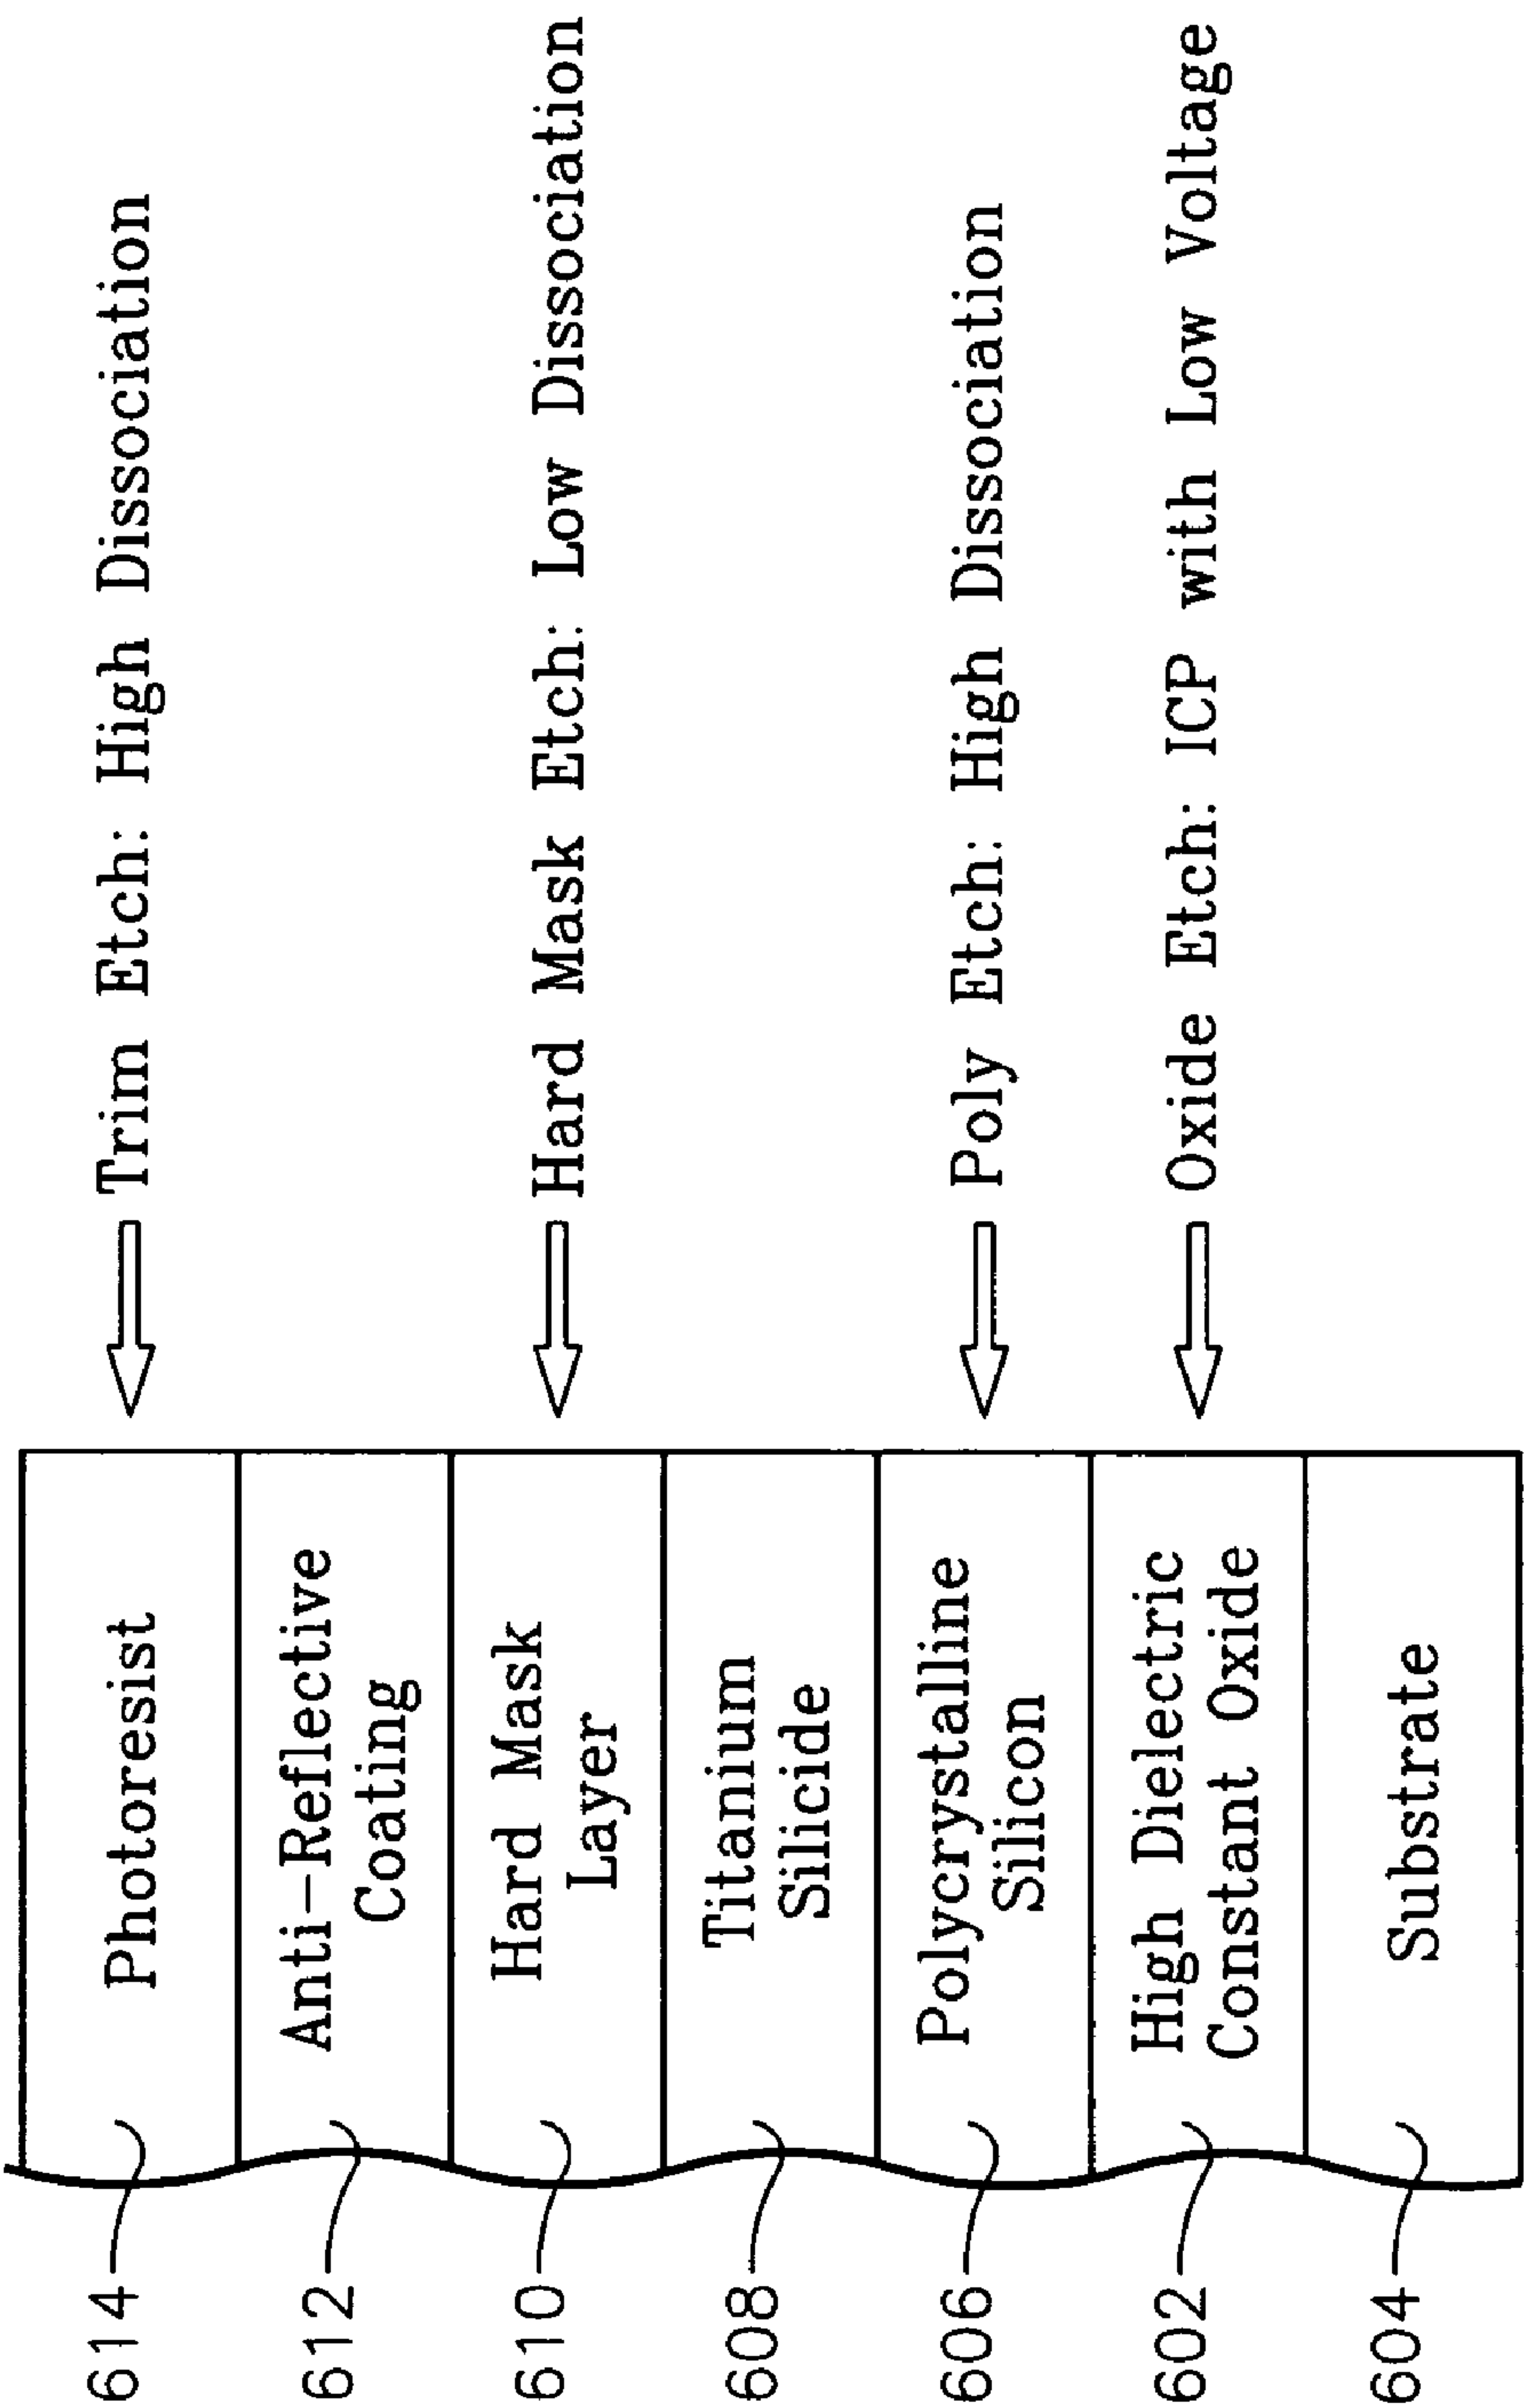 614
Photoresist
Trim Etch: High Dissociation
612
Anti-Reflective
Coating
610
Hard Mask
Layer
Hard Mask Etch: Low Dissociation
608
Titanium
Silicide
606
Polycrystalline
Silicon
Poly Etch: High Dissociation
602
High Dielectric
Constant Oxide
Oxide Etch: ICP with Low Voltage
604
Substrate